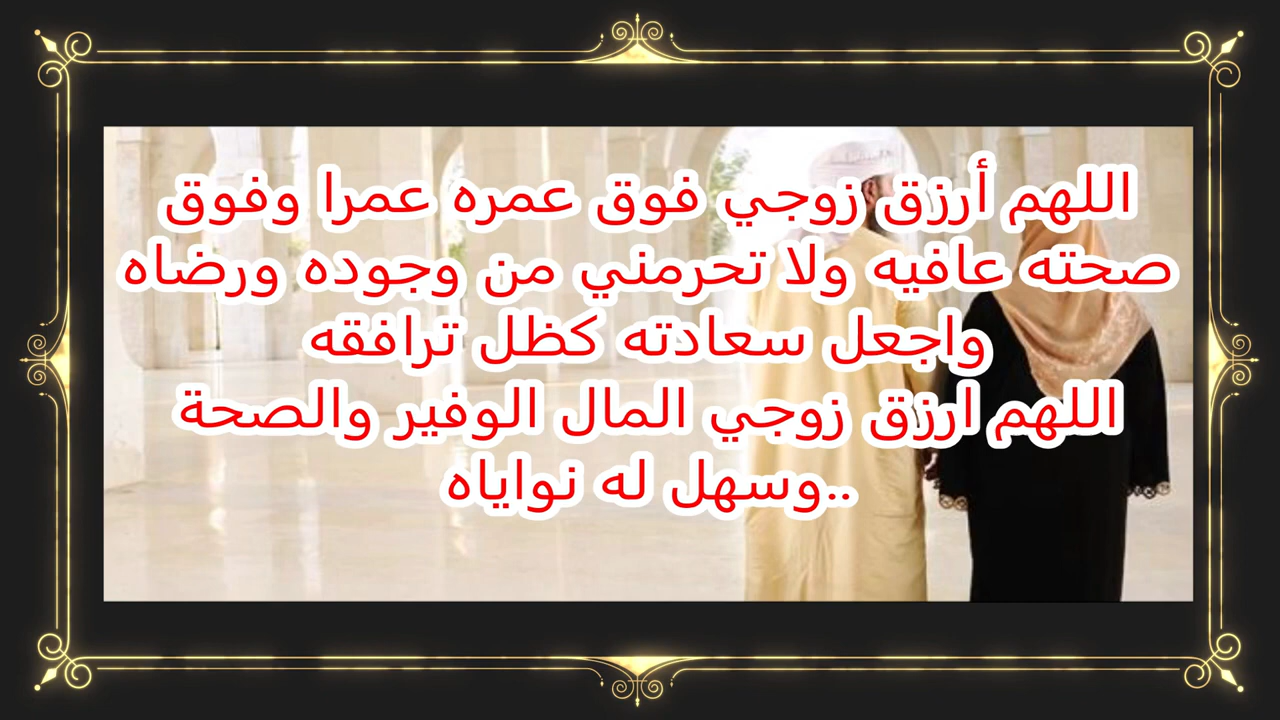 اللهم أرزق زوجي فوق عمره عمرا وفوق
صحته عافيه ولا تحرمني من وجوده ورضاه
واجعل سعادته كظل ترافقه
اللهم ارزق زوجي المال الوفير والصحة
وسهل له نواياه..